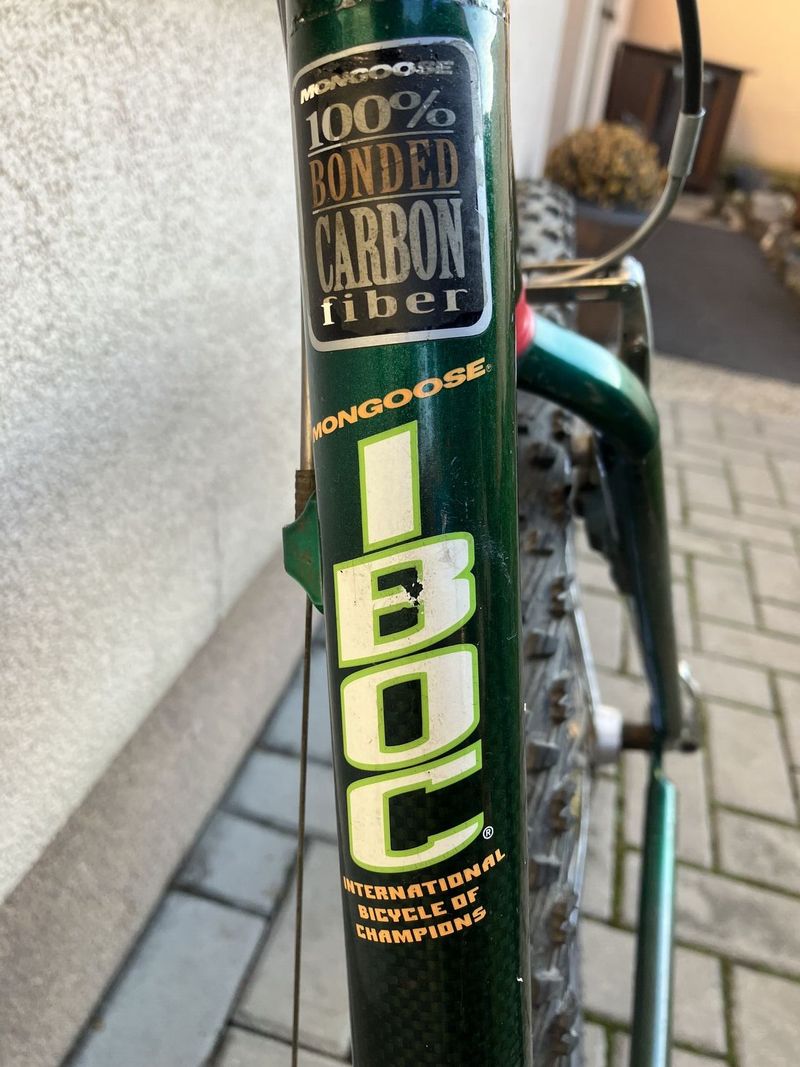 MONGOOSE
100%
BONDED
CARBON
fiber
MONGOOSE®
IBOC®
INTERNATIONAL
BICYCLE OF
CHAMPIONS